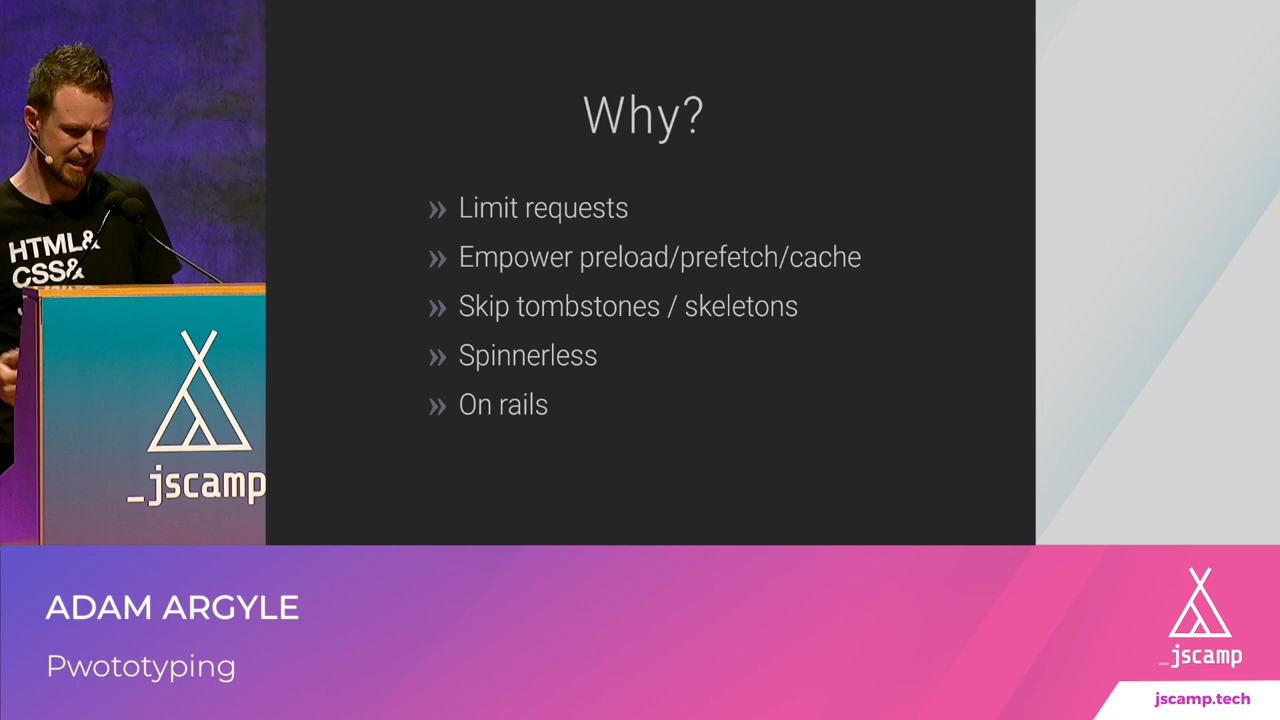 Why?
» Limit requests
» Empower preload/prefetch/cache
» Skip tombstones / skeletons
» Spinnerless
» On rails
HTML&
CSS&
_jscamp
ADAM ARGYLE
Pwototyping
_jscamp
jscamp.tech